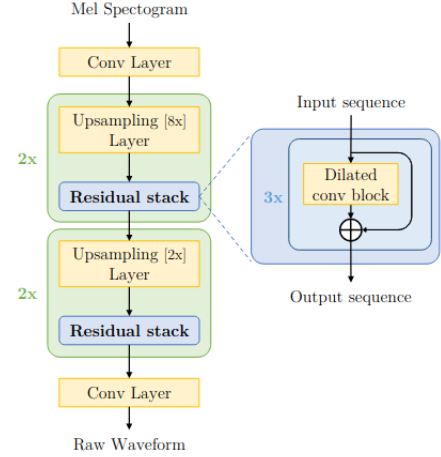 Mel Spectogram
Conv Layer
2x
Upsampling [8x]
Layer
Residual stack
2x
Upsampling [2x]
Layer
Residual stack
Conv Layer
Raw Waveform
Input sequence
3x
Dilated
conv block
Output sequence